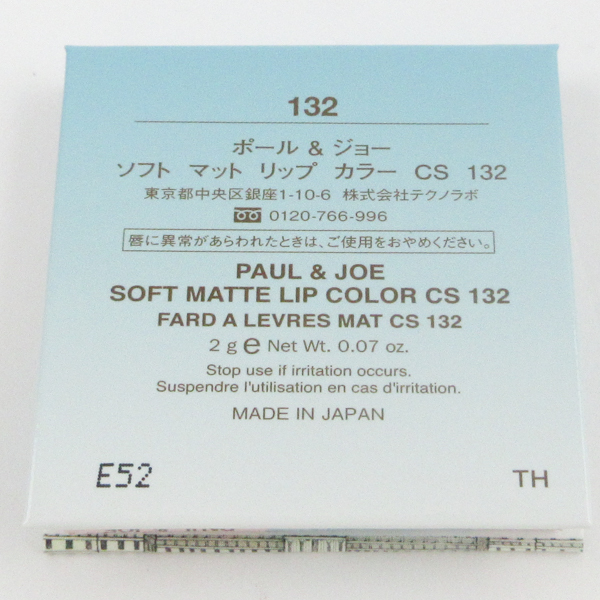 132
ポール & ジョー
ソフト マット リップ カラー CS 132
東京都中央区銀座1-10-6 株式会社テクノラボ
0120-766-996
唇に異常があらわれたときは、ご使用をおやめください。
PAUL & JOE
SOFT MATTE LIP COLOR CS 132
FARD A LEVRES MAT CS 132
2 g e Net Wt. 0.07 oz.
Stop use if irritation occurs.
Suspendre l'utilisation en cas d'irritation.
MADE IN JAPAN
E52 TH